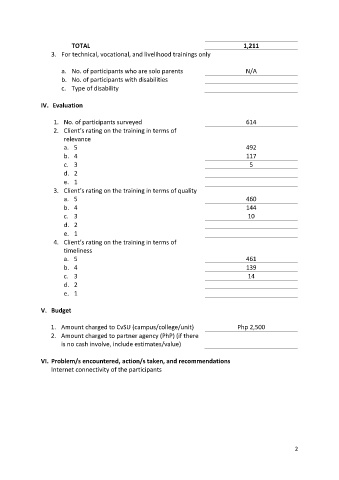 TOTAL 1,211
3. For technical, vocational, and livelihood trainings only
a. No. of participants who are solo parents N/A
b. No. of participants with disabilities
c. Type of disability
IV. Evaluation
1. No. of participants surveyed 614
2. Client's rating on the training in terms of
relevance
a. 5 492
b. 4 117
c. 3 5
d. 2
e. 1
3. Client's rating on the training in terms of quality
a. 5 460
b. 4 144
c. 3 10
d. 2
e. 1
4. Client's rating on the training in terms of
timeliness
a. 5 461
b. 4 139
c. 3 14
d. 2
e. 1
V. Budget
1. Amount charged to CvSU (campus/college/unit) Php 2,500
2. Amount charged to partner agency (PhP) (if there
is no cash involve, include estimates/value)
VI. Problem/s encountered, action/s taken, and recommendations
Internet connectivity of the participants
2